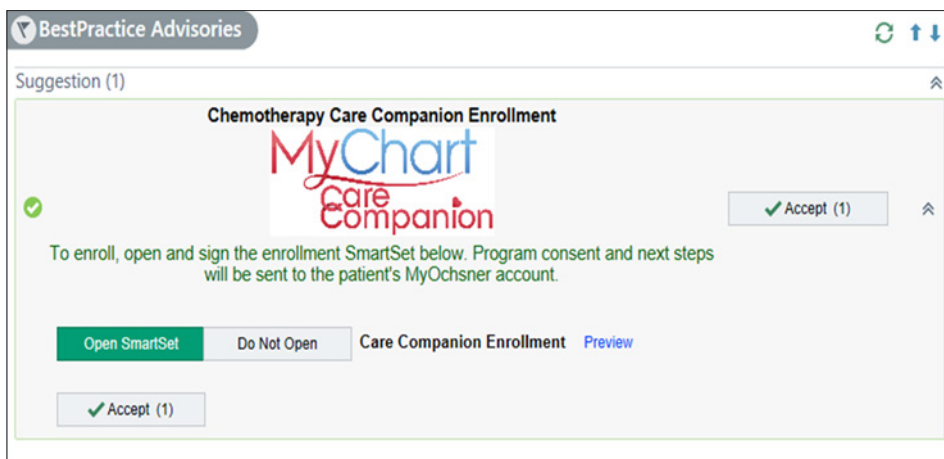 BestPractice Advisories
Suggestion (1)
Chemotherapy Care Companion Enrollment
MyChart
Care
Companion
Accept (1)
To enroll, open and sign the enrollment SmartSet below. Program consent and next steps
will be sent to the patient's MyOchsner account.
Open SmartSet Do Not Open Care Companion Enrollment Preview
Accept (1)